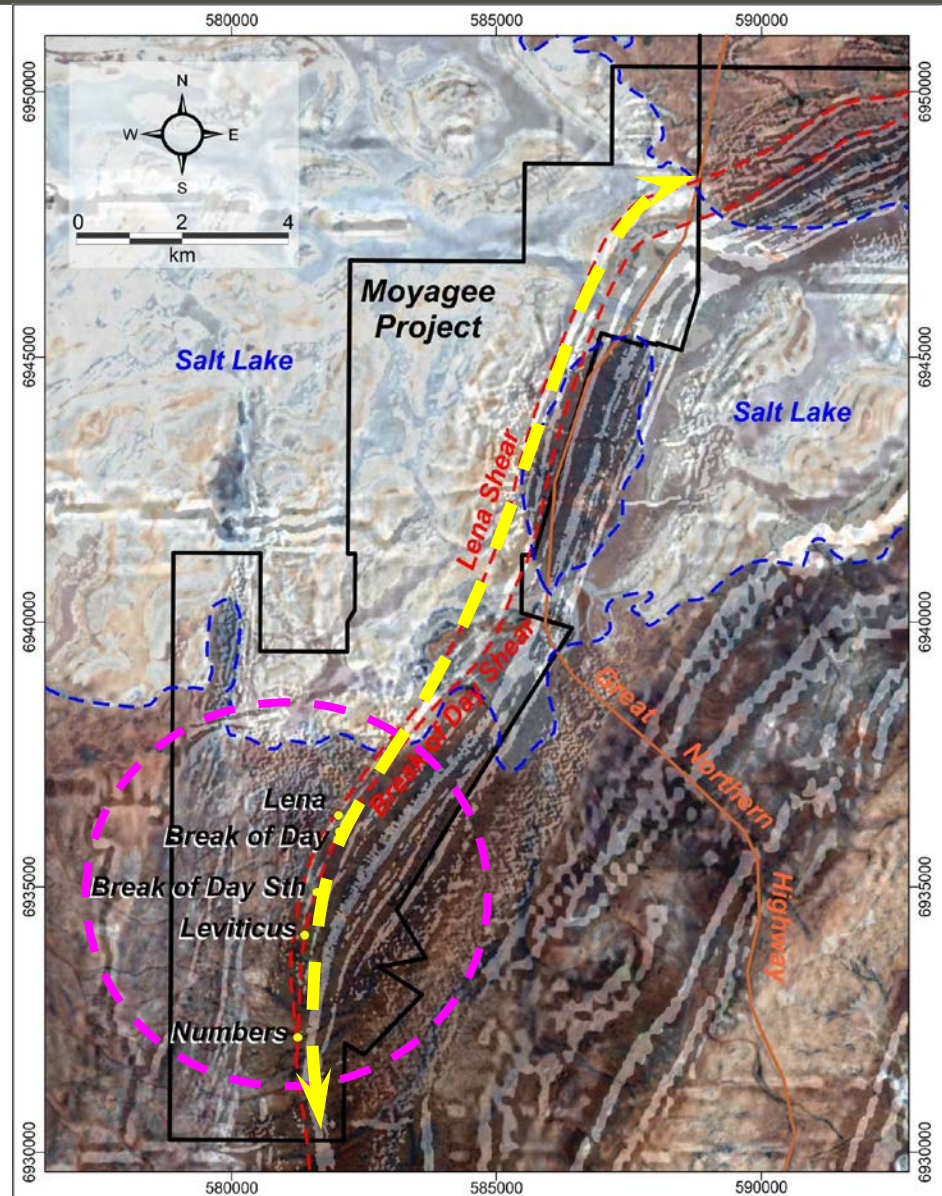 580000
585000
590000
6950000
6950000
N
W
E
S
0
2
4
km
Moyagee
Project
Salt Lake
6945000
6945000
Salt Lake
Lena Shear
6940000
6940000
Break of Day Shear
Great
Northern
Highway
Lena
Break of Day
Break of Day Sth
6935000
6935000
Leviticus
Numbers
6930000
6930000
580000
585000
590000